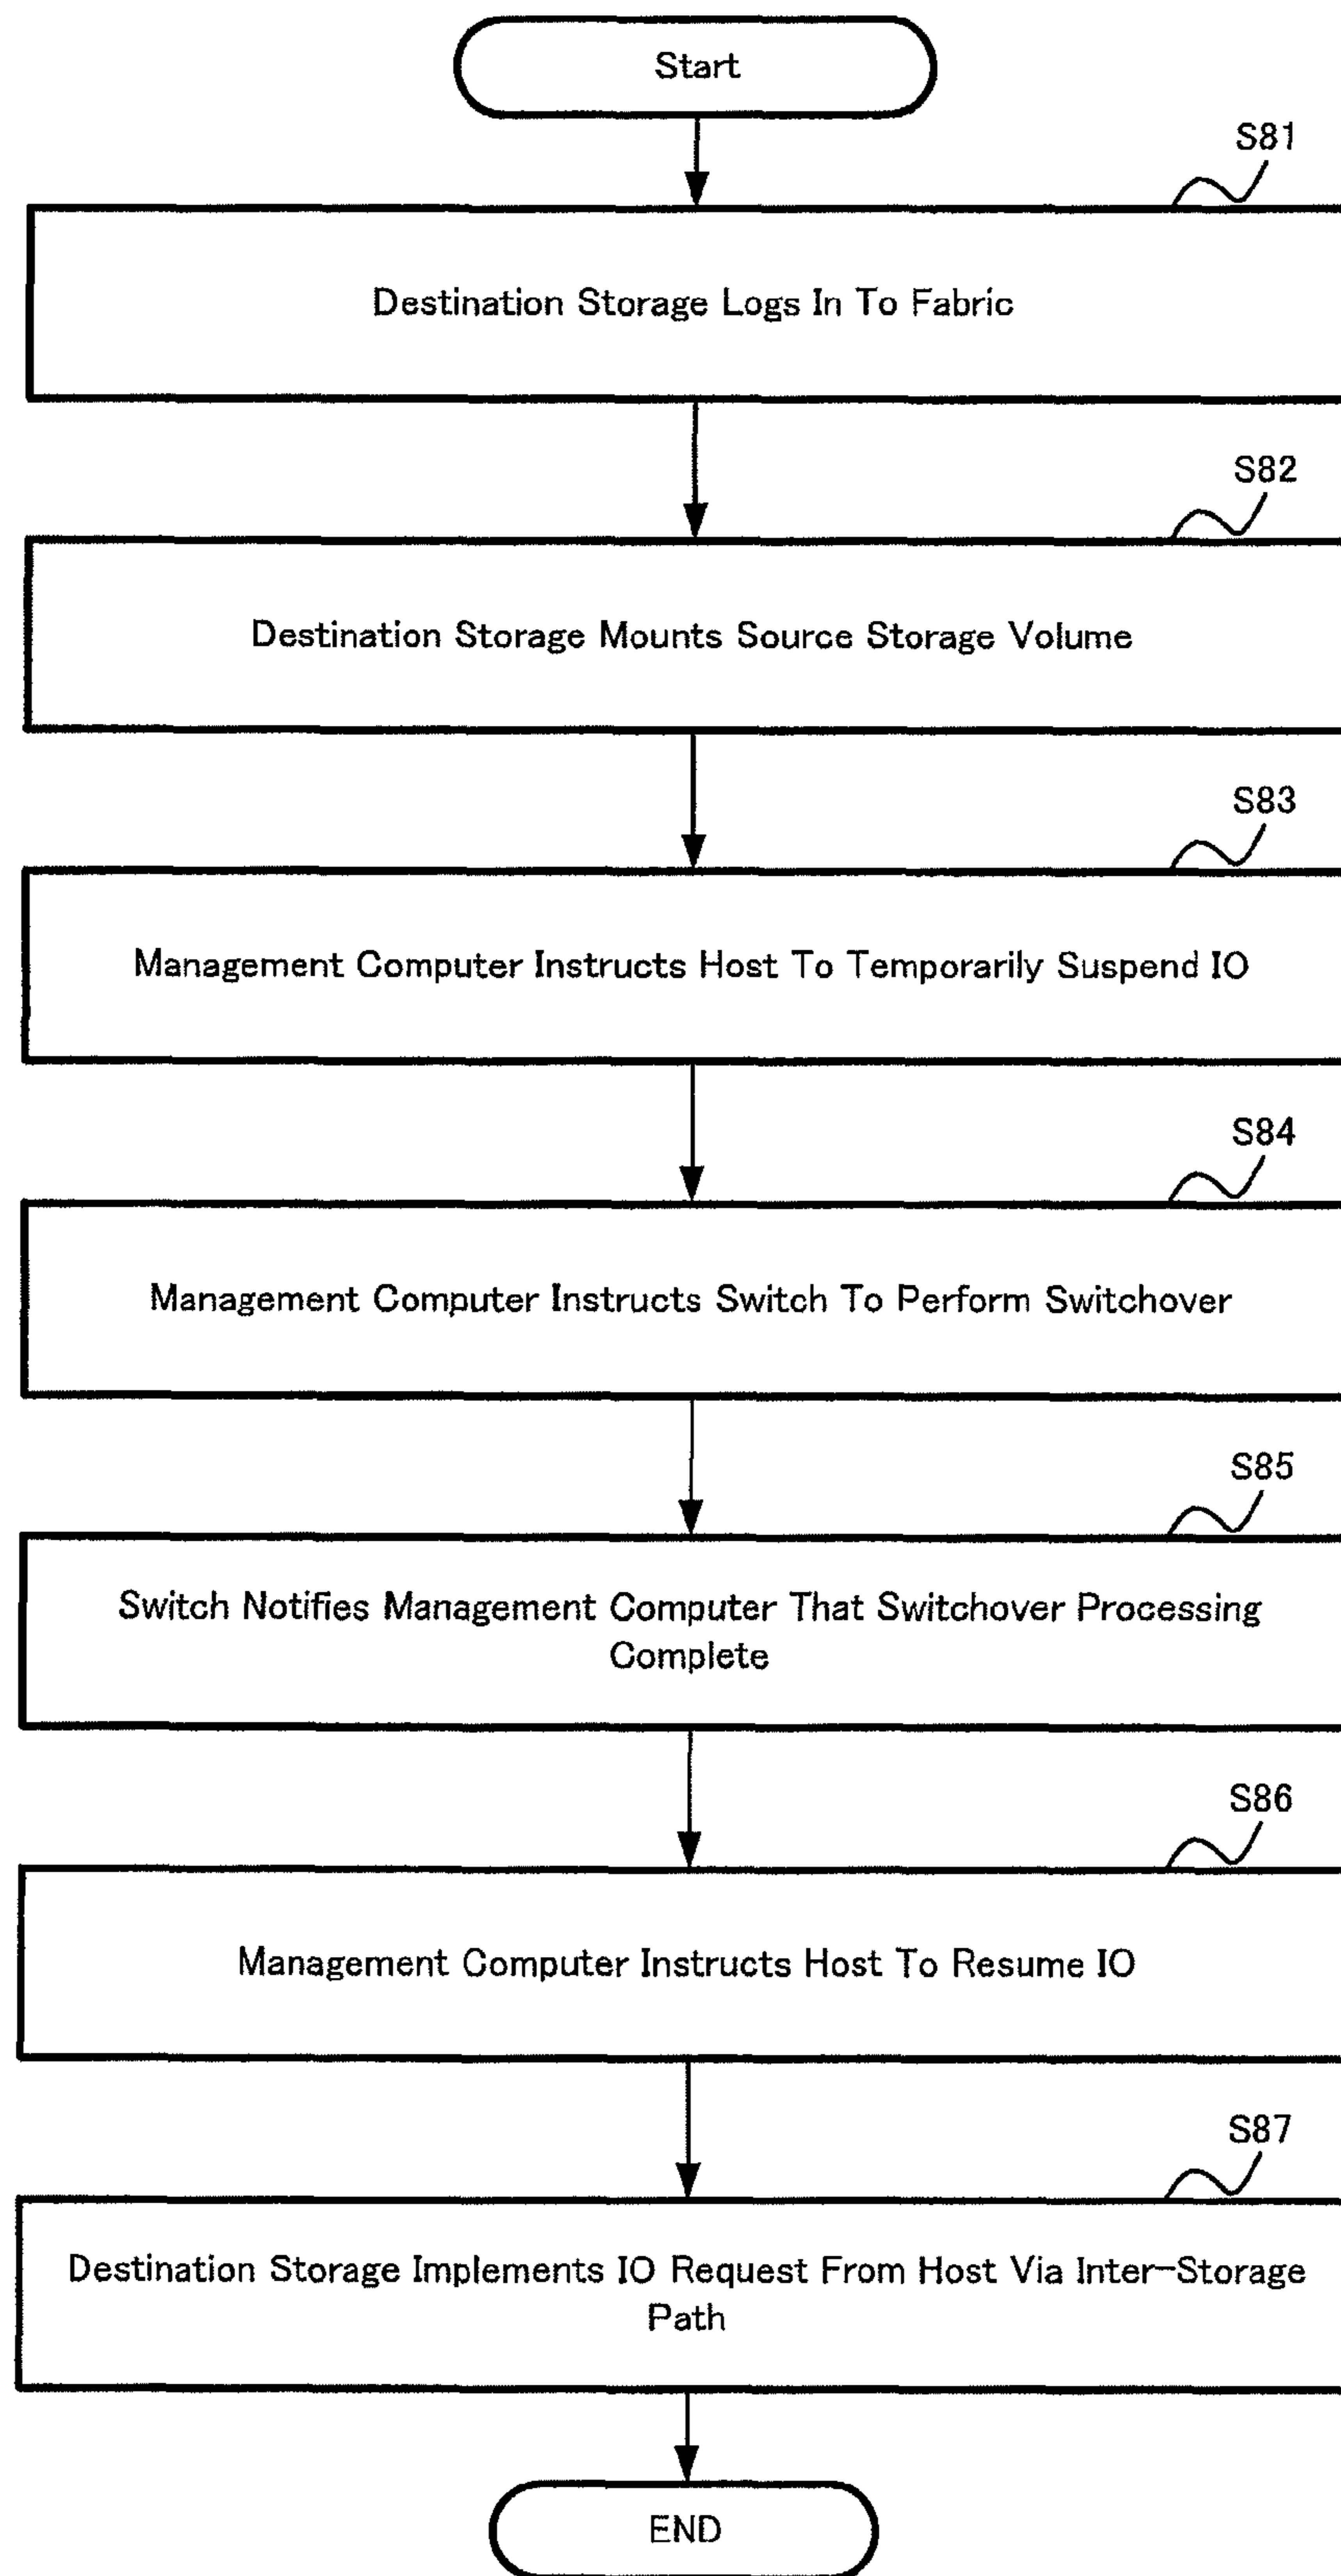 Start
S81
Destination Storage Logs In To Fabric
S82
Destination Storage Mounts Source Storage Volume
S83
Management Computer Instructs Host To Temporarily Suspend IO
S84
Management Computer Instructs Switch To Perform Switchover
S85
Switch Notifies Management Computer That Switchover Processing
Complete
S86
Management Computer Instructs Host To Resume IO
S87
Destination Storage Implements IO Request From Host Via Inter-Storage
Path
END